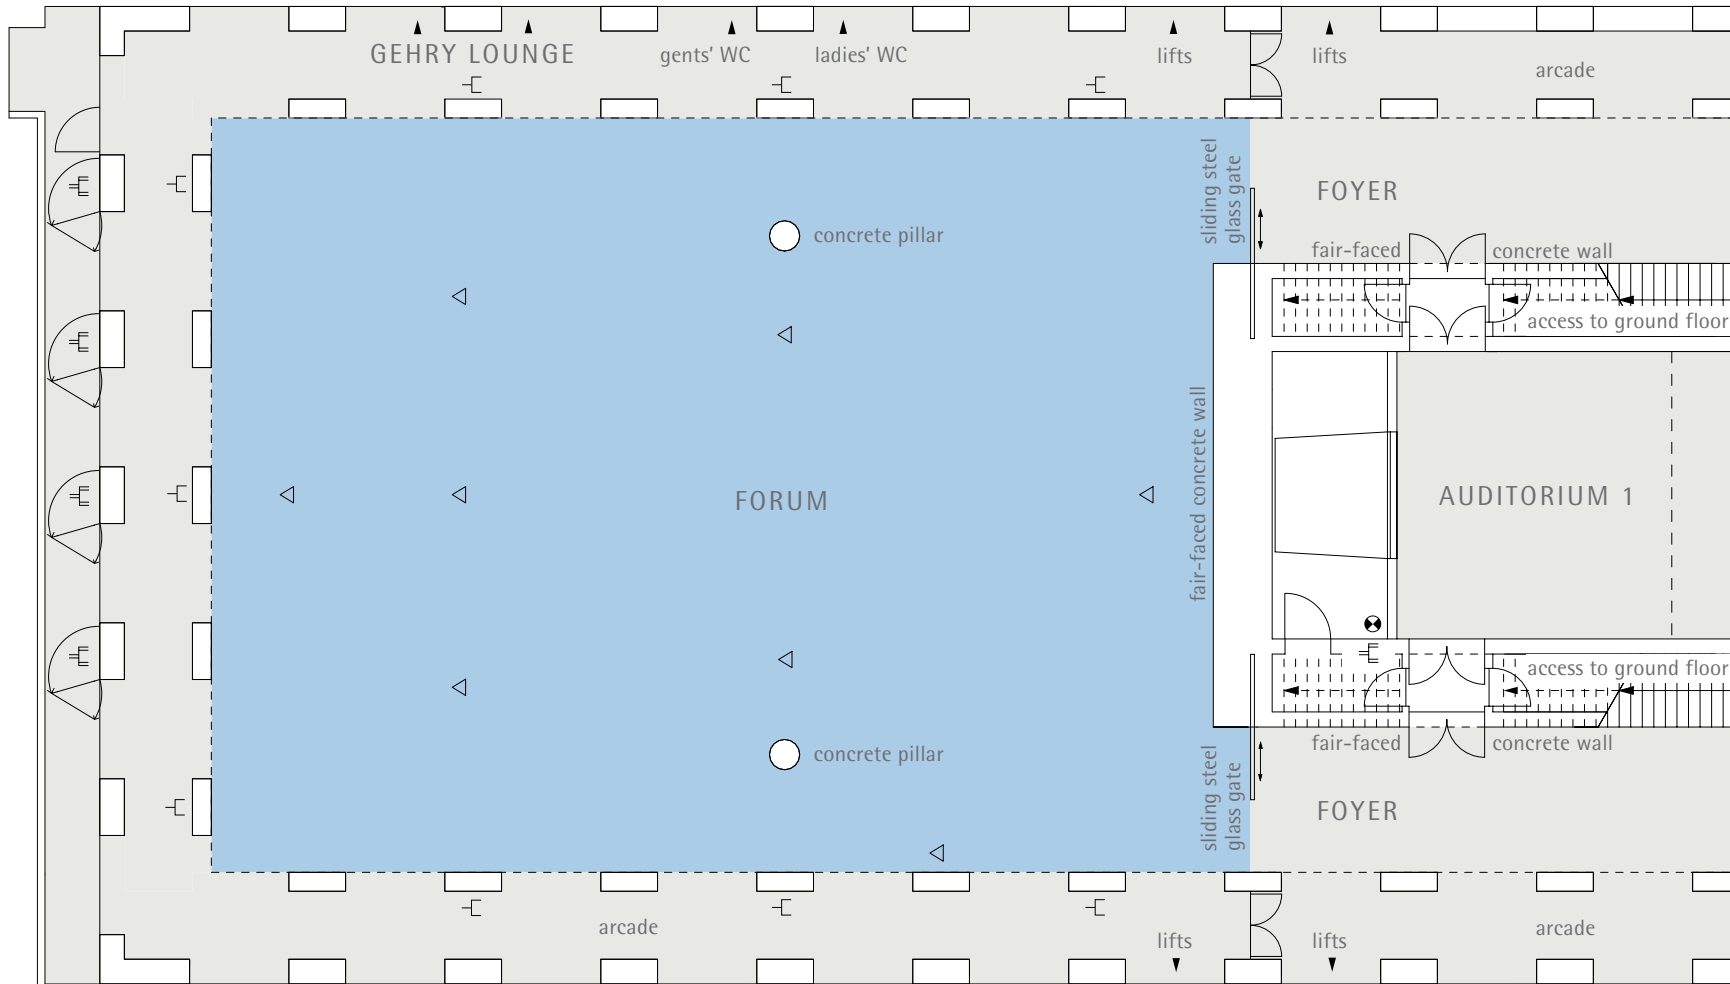 GEHRY LOUNGE
gents' WC
ladies' WC
lifts
lifts
arcade
sliding steel
glass gate
FOYER
concrete pillar
fair-faced
concrete wall
access to ground floor
fair-faced concrete wall
FORUM
AUDITORIUM 1
access to ground floor
concrete pillar
fair-faced
concrete wall
sliding steel
glass gate
FOYER
arcade
lifts
lifts
arcade